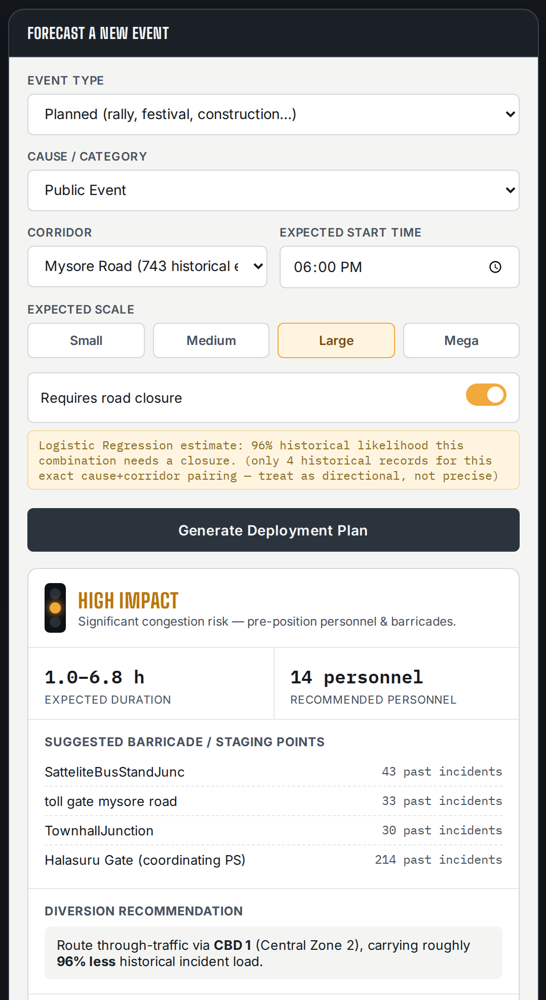 FORECAST A NEW EVENT
EVENT TYPE
Planned (rally, festival, construction...)
CAUSE / CATEGORY
Public Event
CORRIDOR
EXPECTED START TIME
Mysore Road (743 historical e
06:00 PM
EXPECTED SCALE
Small
Medium
Large
Mega
Requires road closure
Logistic Regression estimate: 96% historical likelihood this
combination needs a closure. (only 4 historical records for this
exact cause+corridor pairing — treat as directional, not precise)
Generate Deployment Plan
HIGH IMPACT
Significant congestion risk — pre-position personnel & barricades.
1.0–6.8 h
EXPECTED DURATION
14 personnel
RECOMMENDED PERSONNEL
SUGGESTED BARRICADE / STAGING POINTS
SatteliteBusStandJunc
43 past incidents
toll gate mysore road
33 past incidents
TownhallJunction
30 past incidents
Halasuru Gate (coordinating PS)
214 past incidents
DIVERSION RECOMMENDATION
Route through-traffic via CBD 1 (Central Zone 2), carrying roughly
96% less historical incident load.